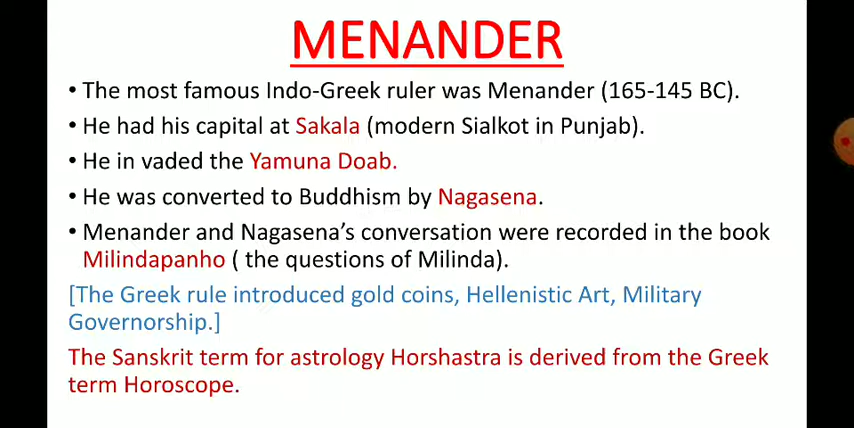 MENANDER
• The most famous Indo-Greek ruler was Menander (165-145 BC).
• He had his capital at Sakala (modern Sialkot in Punjab).
• He in vaded the Yamuna Doab.
• He was converted to Buddhism by Nagasena.
• Menander and Nagasena's conversation were recorded in the book
Milindapanho ( the questions of Milinda).
[The Greek rule introduced gold coins, Hellenistic Art, Military
Governorship.]
The Sanskrit term for astrology Horshastra is derived from the Greek
term Horoscope.